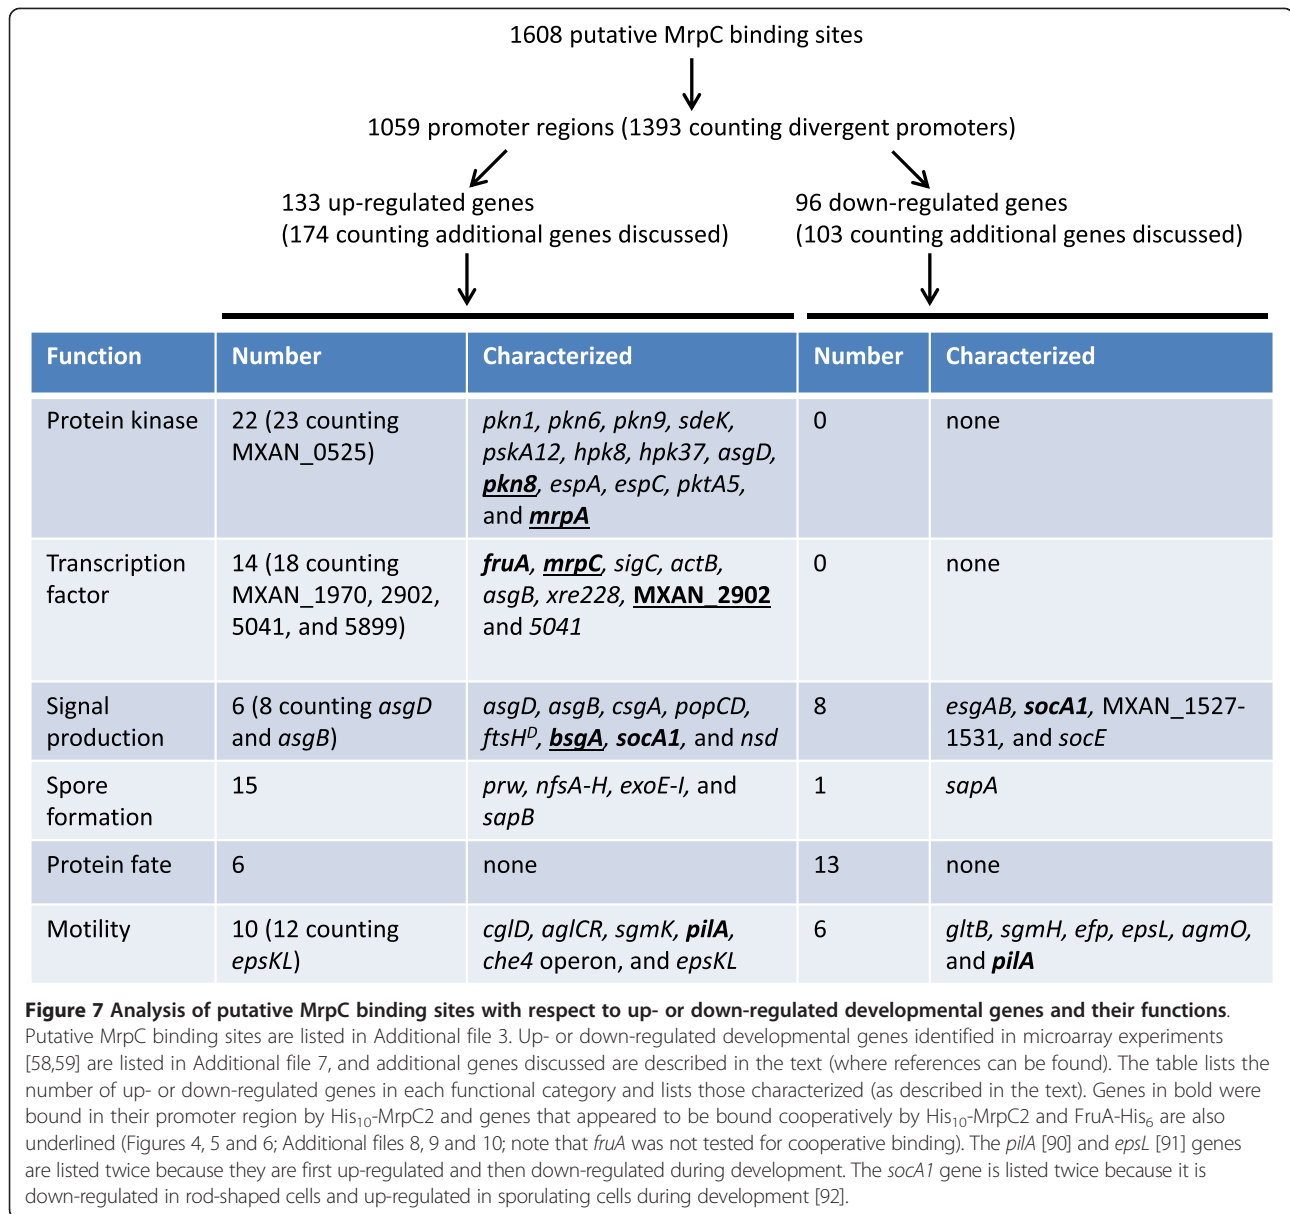 1608 putative MrpC binding sites
1059 promoter regions (1393 counting divergent promoters)
133 up-regulated genes
(174 counting additional genes discussed)
96 down-regulated genes
(103 counting additional genes discussed)
Function Number Characterized Number Characterized
Protein kinase
22 (23 counting
MXAN_0525)
pkn1, pkn6, pkn9, sdeK,
pskA12, hpk8, hpk37, asgD,
pkn8, espA, espC, pktA5,
and mrpA
0
none
Transcription
factor
14 (18 counting
MXAN_1970, 2902,
5041, and 5899)
fruA, mrpC, sigC, actB,
asgB, xre228, MXAN_2902
and 5041
0
none
Signal
production
6 (8 counting asgD
and asgB)
asgD, asgB, csgA, popCD,
ftsHD, bsgA, socA1, and nsd
8
esgAB, socA1, MXAN_1527-
1531, and socE
Spore
formation
15
prw, nfsA-H, exoE-I, and
sapB
1
sapA
Protein fate
6
none
13
none
Motility
10 (12 counting
epsKL)
cglD, aglCR, sgmK, pilA,
che4 operon, and epsKL
6
gltB, sgmH, efp, epsL, agmO,
and pilA
Figure 7 Analysis of putative MrpC binding sites with respect to up- or down-regulated developmental genes and their functions.
Putative MrpC binding sites are listed in Additional file 3. Up- or down-regulated developmental genes identified in microarray experiments
[58,59] are listed in Additional file 7, and additional genes discussed are described in the text (where references can be found). The table lists the
number of up- or down-regulated genes in each functional category and lists those characterized (as described in the text). Genes in bold were
bound in their promoter region by His10-MrpC2 and genes that appeared to be bound cooperatively by His10-MrpC2 and FruA-His6 are also
underlined (Figures 4, 5 and 6; Additional files 8, 9 and 10; note that fruA was not tested for cooperative binding). The pilA [90] and epsL [91] genes
are listed twice because they are first up-regulated and then down-regulated during development. The socA1 gene is listed twice because it is
down-regulated in rod-shaped cells and up-regulated in sporulating cells during development [92].